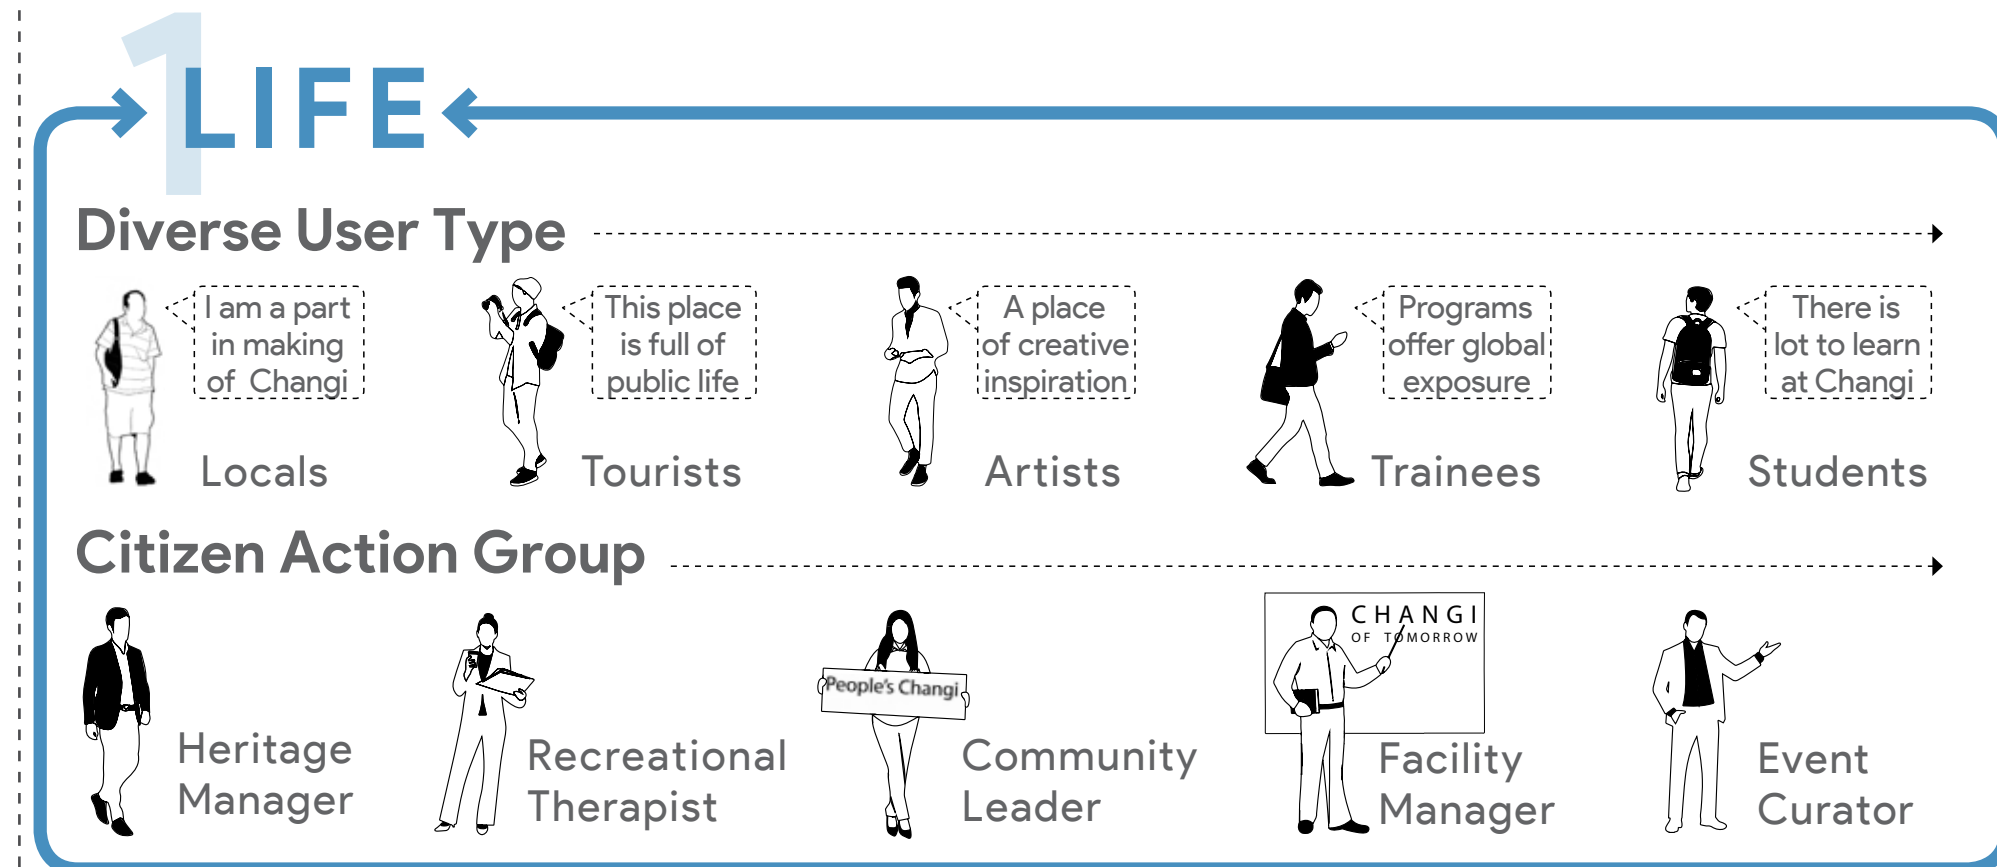 1
LIFE
Diverse User Type
I am a part
in making
of Changi
Locals
This place
is full of
public life
Tourists
A place
of creative
inspiration
Artists
Programs
offer global
exposure
Trainees
There is
lot to learn
at Changi
Students
Citizen Action Group
Heritage
Manager
Recreational
Therapist
People's Changi
Community
Leader
CHANGI
OF TOMORROW
Facility
Manager
Event
Curator